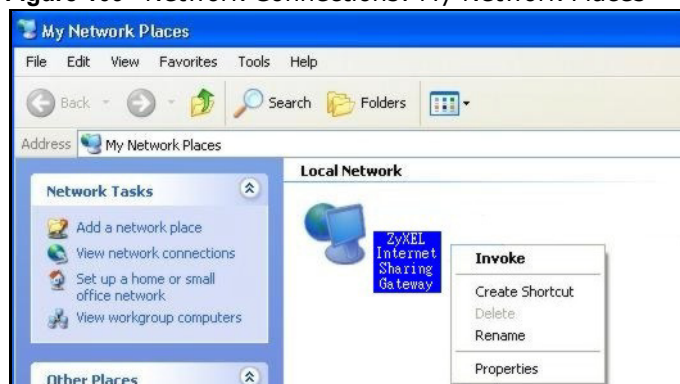 Network Connections: My Network Places
My Network Places
File Edit View Favorites Tools Help
Back Search Folders
Address My Network Places
Network Tasks
Add a network place
View network connections
Set up a home or small
office network
View workgroup computers
Other Places
Local Network
ZyXEL
Internet
Sharing
Gateway
Invoke
Create Shortcut
Delete
Rename
Properties